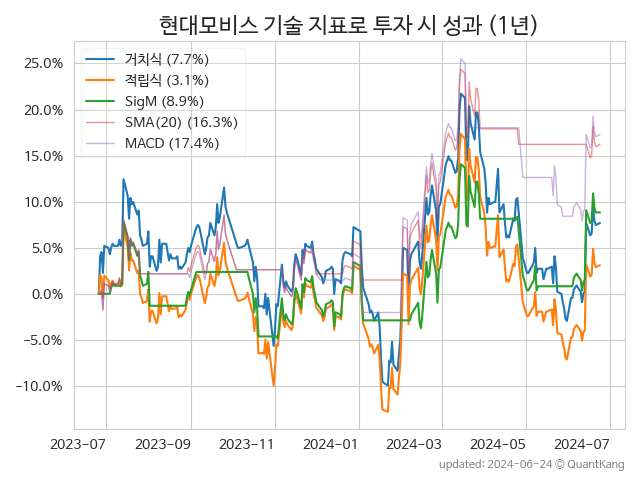 현대모비스 기술 지표로 투자 시 성과 (1년)
거치식 (7.7%)
적립식 (3.1%)
SigM (8.9%)
SMA(20) (16.3%)
MACD (17.4%)
25.0%
20.0%
15.0%
10.0%
5.0%
0.0%
−5.0%
−10.0%
2023-07 2023-09 2023-11 2024-01 2024-03 2024-05 2024-07
updated: 2024-06-24 © QuantKang